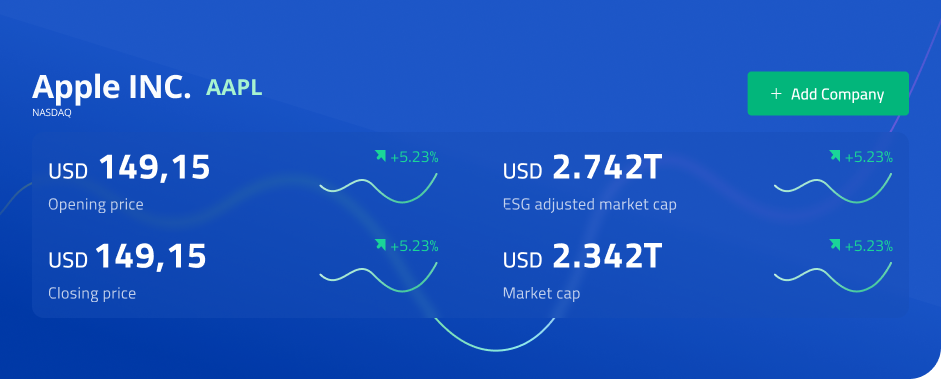 Apple INC. AAPL
NASDAQ
+ Add Company
USD 149,15 +5.23%
Opening price
USD 2.742T +5.23%
ESG adjusted market cap
USD 149,15 +5.23%
Closing price
USD 2.342T +5.23%
Market cap